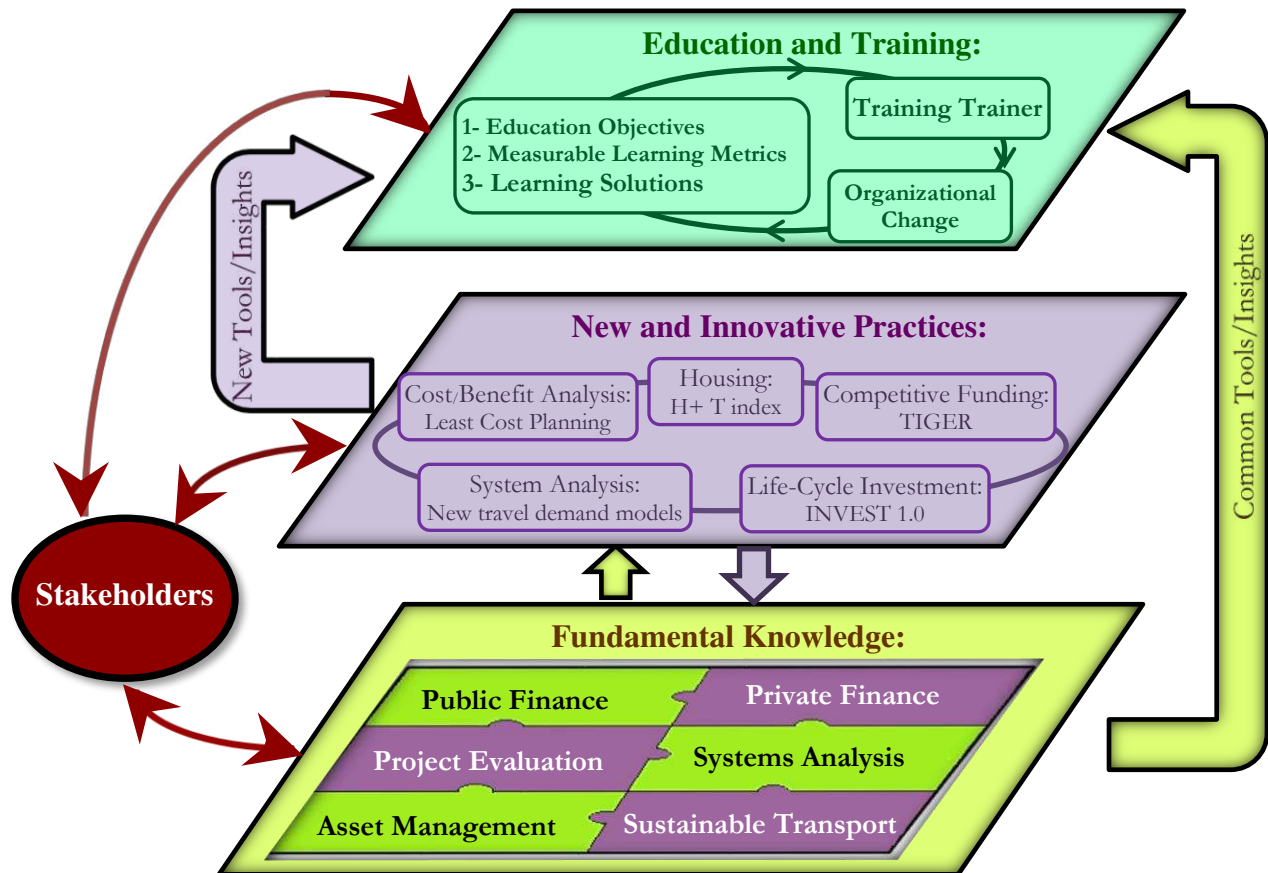 Education and Training:
1- Education Objectives
2- Measurable Learning Metrics
3- Learning Solutions
Training Trainer
Organizational
Change
New Tools/Insights
Common Tools/Insights
New and Innovative Practices:
Cost/Benefit Analysis:
Least Cost Planning
Housing:
H+ T index
Competitive Funding:
TIGER
System Analysis:
New travel demand models
Life-Cycle Investment:
INVEST 1.0
Stakeholders
Fundamental Knowledge:
Public Finance
Private Finance
Project Evaluation
Systems Analysis
Asset Management
Sustainable Transport